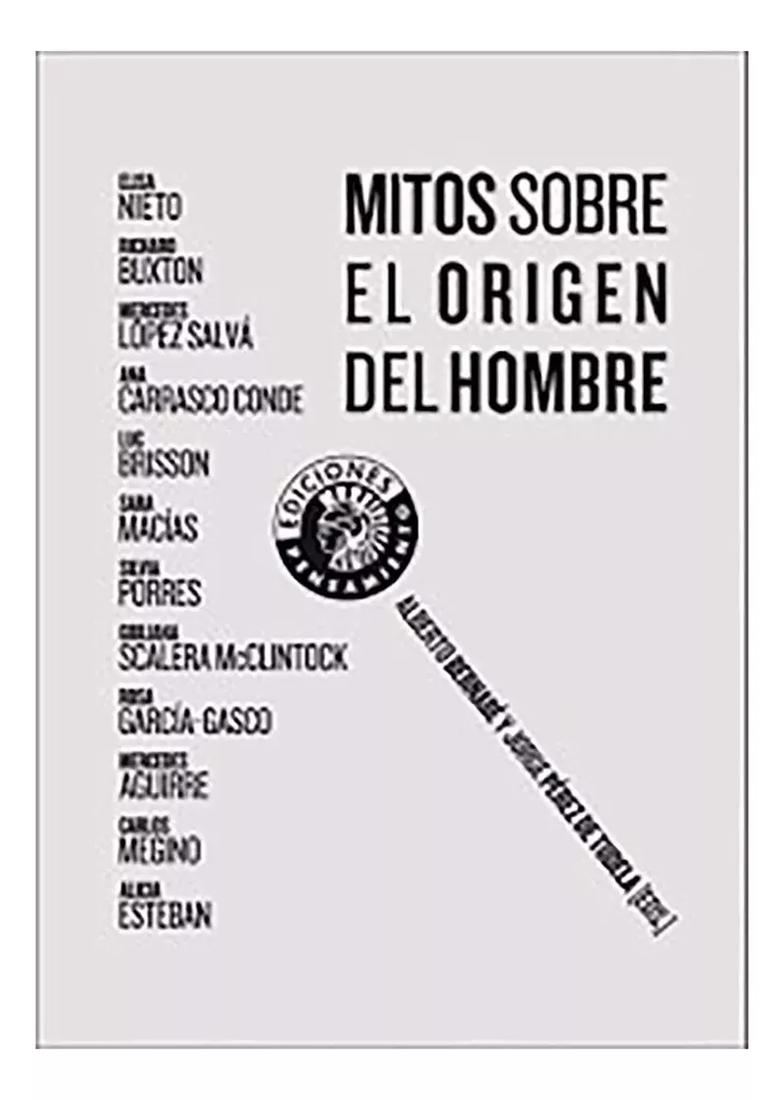 MITOS SOBRE
EL ORIGEN
DEL HOMBRE
ELISA
NIETO
RICHARD
BUXTON
MERCEDES
LÓPEZ SALVÁ
ANA
CARRASCO CONDE
LUC
BRISSON
SARA
MACÍAS
SILVIA
PORRES
GIULIANA
SCALERA McCLINTOCK
ROSA
GARCÍA-GASCO
MERCEDES
AGUIRRE
CARLOS
MEGINO
ALICIA
ESTEBAN
EDICIONES
PENSAMIENTO
ALBERTO BERNABÉ Y JORGE PÉREZ DE TUDELA [EDS.]